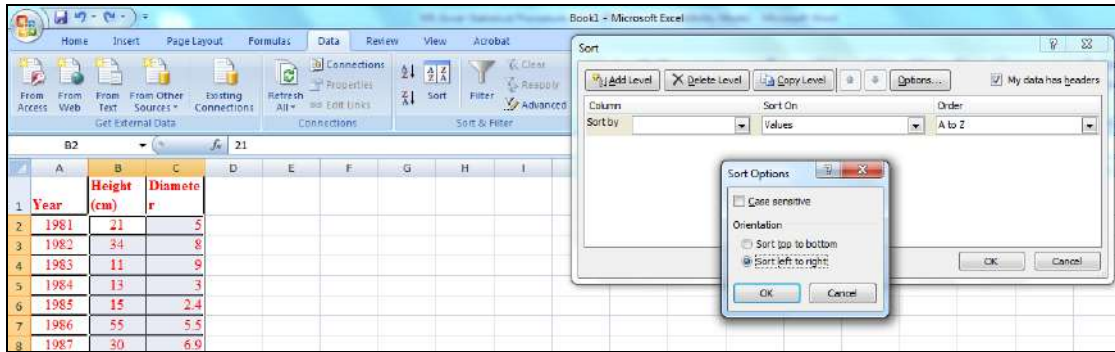 Book1 - Microsoft Excel
Home Insert Page Layout Formulas Data Review View Acrobat
From Access
From Web
From Text
From Other Sources
Existing Connections
Get External Data
Refresh All
Connections
Properties
Edit Links
Connections
Sort
Filter
Clear
Reapply
Advanced
Sort & Filter
B2 fx 21
A B C D E F G H I
1 Year Height (cm) Diameter
2 1981 21 5
3 1982 34 8
4 1983 11 9
5 1984 13 3
6 1985 15 2.4
7 1986 55 5.5
8 1987 30 6.9
Sort
Add Level Delete Level Copy Level Options... My data has headers
Column Sort On Order
Sort by Values A to Z
OK Cancel
Sort Options
Case sensitive
Orientation
Sort top to bottom
Sort left to right
OK Cancel